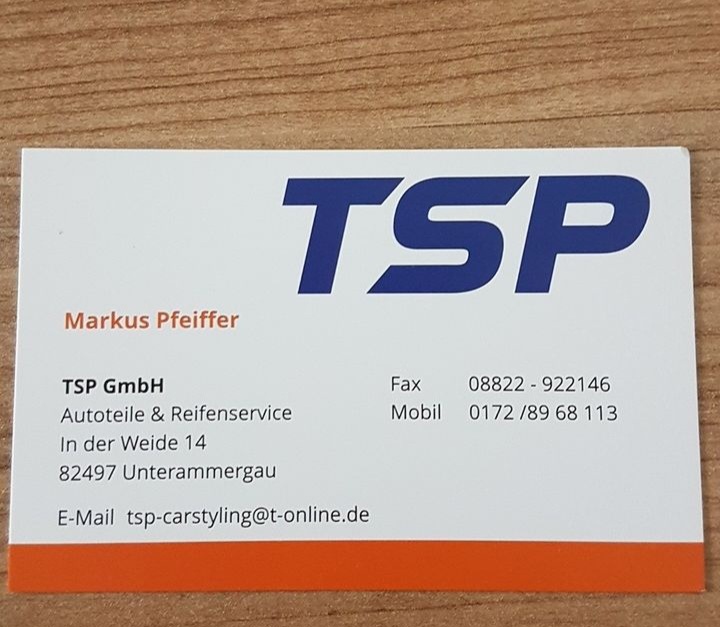 TSP
Markus Pfeiffer
TSP GmbH
Autoteile & Reifenservice
In der Weide 14
82497 Unterammergau
Fax 08822 - 922146
Mobil 0172 /89 68 113
E-Mail tsp-carstyling@t-online.de